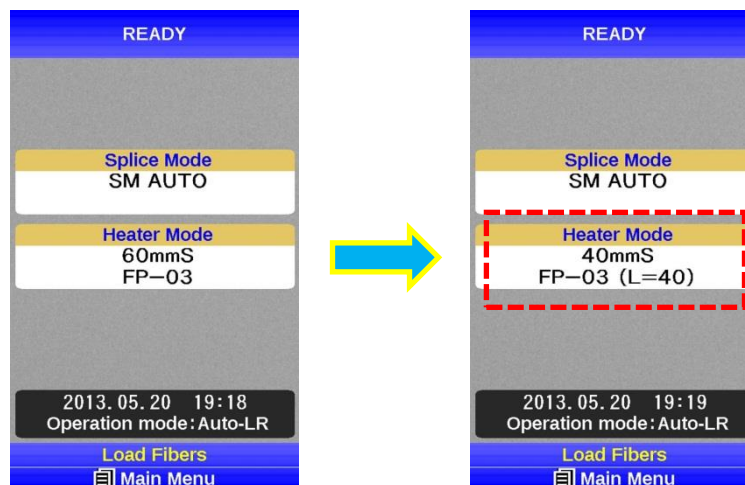 READY
Splice Mode
SM AUTO
Heater Mode
60mmS
FP-03
2013.05.20 19:18
Operation mode:Auto-LR
Load Fibers
Main Menu
READY
Splice Mode
SM AUTO
Heater Mode
40mmS
FP-03 (L=40)
2013.05.20 19:19
Operation mode:Auto-LR
Load Fibers
Main Menu